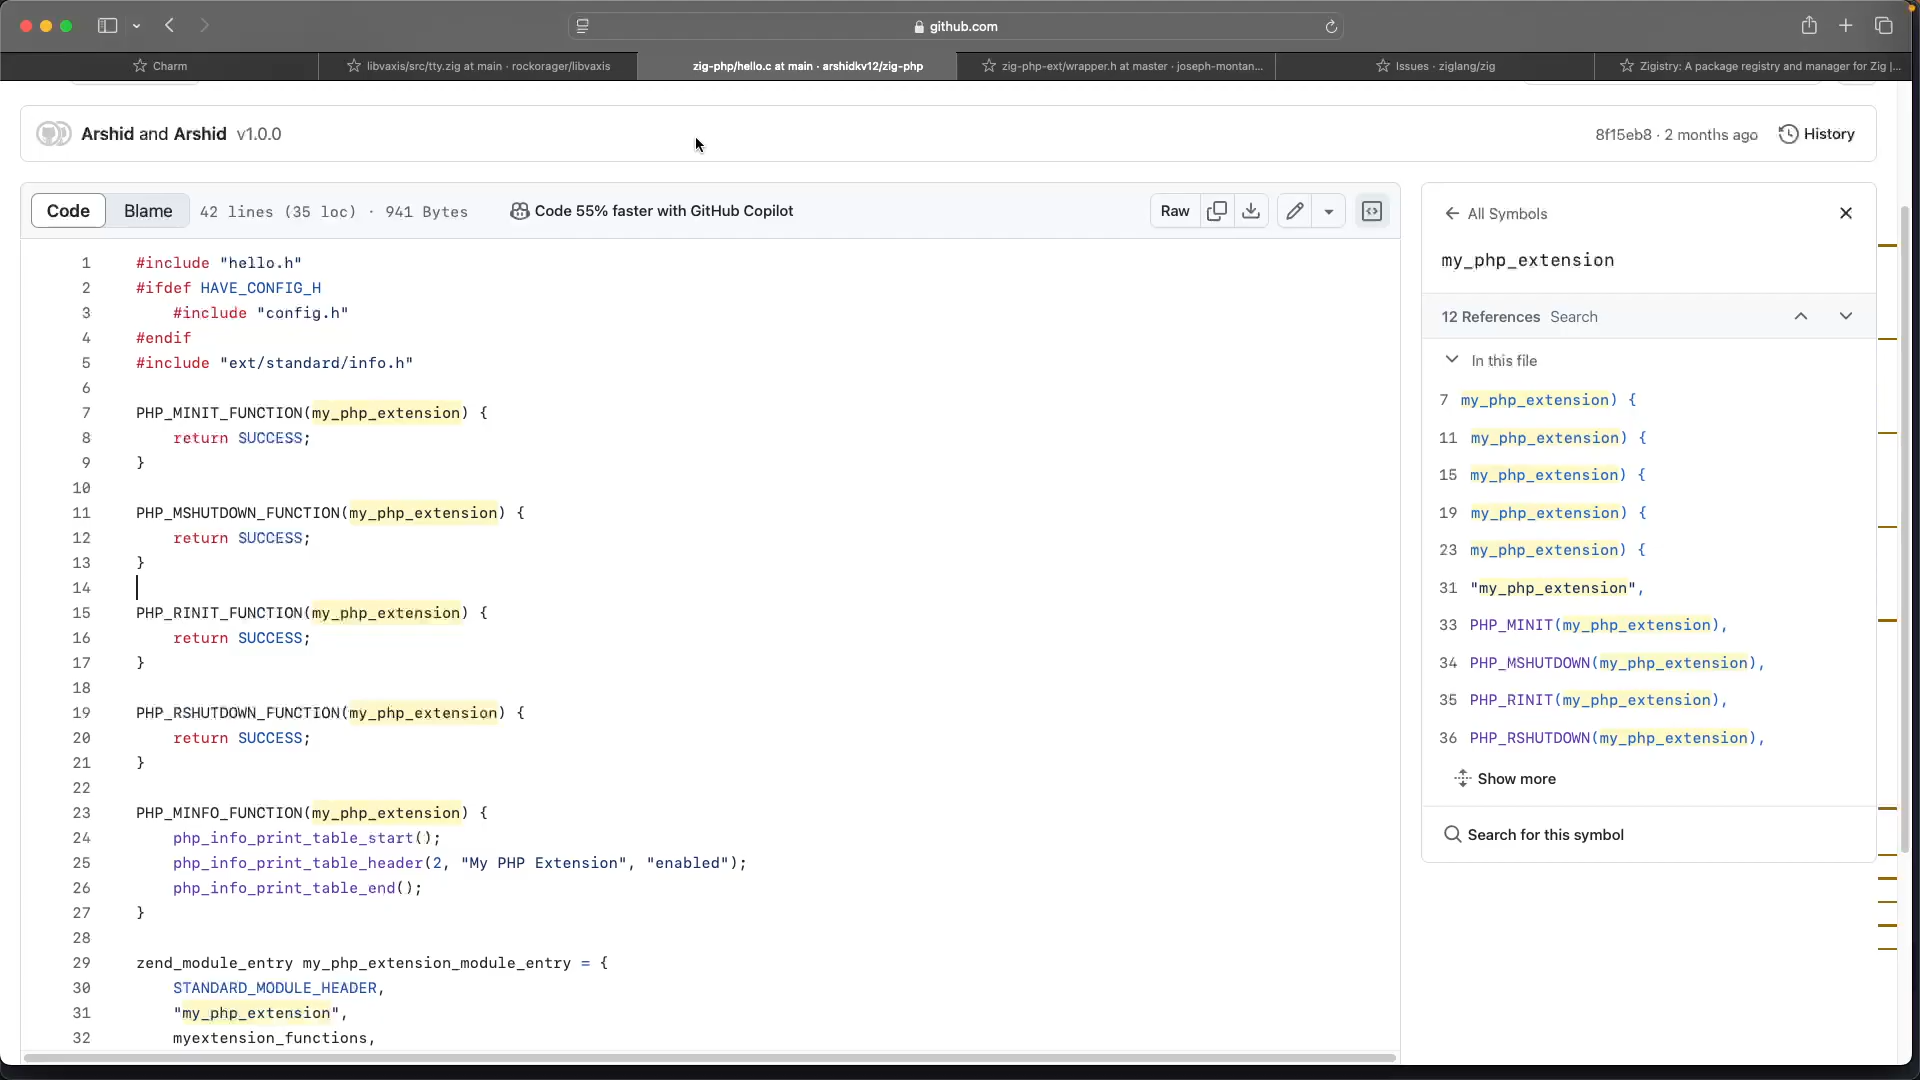 github.com
Charm
libvaxis/src/tty.zig at main · rockorager/libvaxis
zig-php/hello.c at main · arshidkv12/zig-php
zig-php-ext/wrapper.h at master · joseph-montan...
Issues · ziglang/zig
Zigistry: A package registry and manager for Zig |...
Arshid and Arshid v1.0.0
8f15eb8 · 2 months ago
History
Code
Blame
42 lines (35 loc) · 941 Bytes
Code 55% faster with GitHub Copilot
Raw
1 #include "hello.h"
2 #ifdef HAVE_CONFIG_H
3 #include "config.h"
4 #endif
5 #include "ext/standard/info.h"
6
7 PHP_MINIT_FUNCTION(my_php_extension) {
8 return SUCCESS;
9 }
10
11 PHP_MSHUTDOWN_FUNCTION(my_php_extension) {
12 return SUCCESS;
13 }
14
15 PHP_RINIT_FUNCTION(my_php_extension) {
16 return SUCCESS;
17 }
18
19 PHP_RSHUTDOWN_FUNCTION(my_php_extension) {
20 return SUCCESS;
21 }
22
23 PHP_MINFO_FUNCTION(my_php_extension) {
24 php_info_print_table_start();
25 php_info_print_table_header(2, "My PHP Extension", "enabled");
26 php_info_print_table_end();
27 }
28
29 zend_module_entry my_php_extension_module_entry = {
30 STANDARD_MODULE_HEADER,
31 "my_php_extension",
32 myextension_functions,
All Symbols
my_php_extension
12 References Search
In this file
7 my_php_extension) {
11 my_php_extension) {
15 my_php_extension) {
19 my_php_extension) {
23 my_php_extension) {
31 "my_php_extension",
33 PHP_MINIT(my_php_extension),
34 PHP_MSHUTDOWN(my_php_extension),
35 PHP_RINIT(my_php_extension),
36 PHP_RSHUTDOWN(my_php_extension),
Show more
Search for this symbol